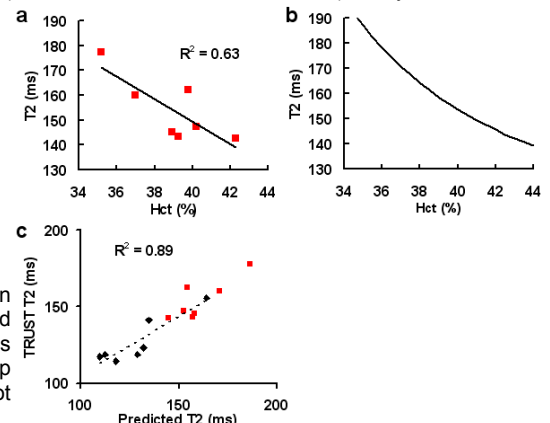 a
190
180
170
160
150
140
130
T2 (ms)
R² = 0.63
34 36 38 40 42 44
Hct (%)
b
190
180
170
160
150
140
130
T2 (ms)
34 36 38 40 42 44
Hct (%)
c
200
150
100
TRUST T2 (ms)
R² = 0.89
100 150 200
Predicted T2 (ms)
n
d
s
p
ot